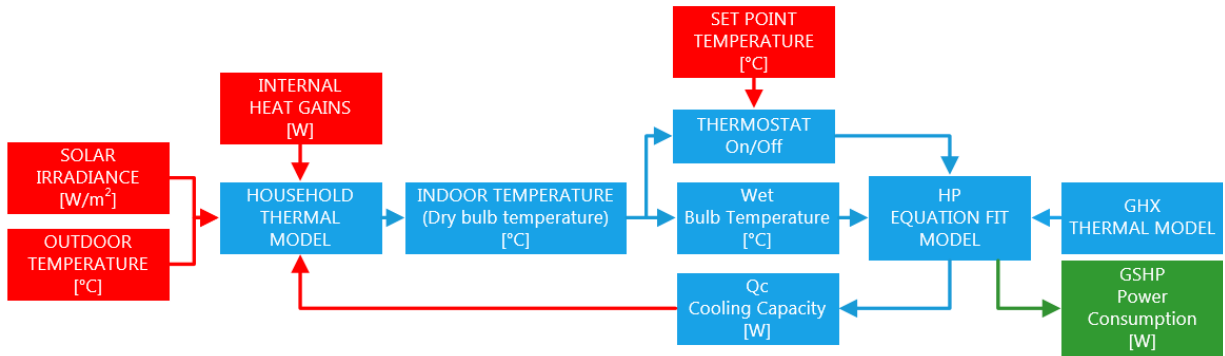 SET POINT
TEMPERATURE
[°C]
INTERNAL
HEAT GAINS
[W]
SOLAR
IRRADIANCE
[W/m²]
OUTDOOR
TEMPERATURE
[°C]
HOUSEHOLD
THERMAL
MODEL
INDOOR TEMPERATURE
(Dry bulb temperature)
[°C]
THERMOSTAT
On/Off
Wet
Bulb Temperature
[°C]
HP
EQUATION FIT
MODEL
GHX
THERMAL MODEL
Qc
Cooling Capacity
[W]
GSHP
Power
Consumption
[W]